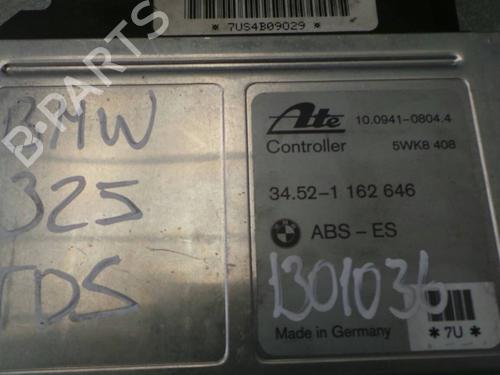 *7US4B09029*
BMW
325
TDS
Ate 10.0941-0804.4
Controller 5WK8 408
34.52-1 162 646
ABS - ES
1301036
Made in Germany
*7U*